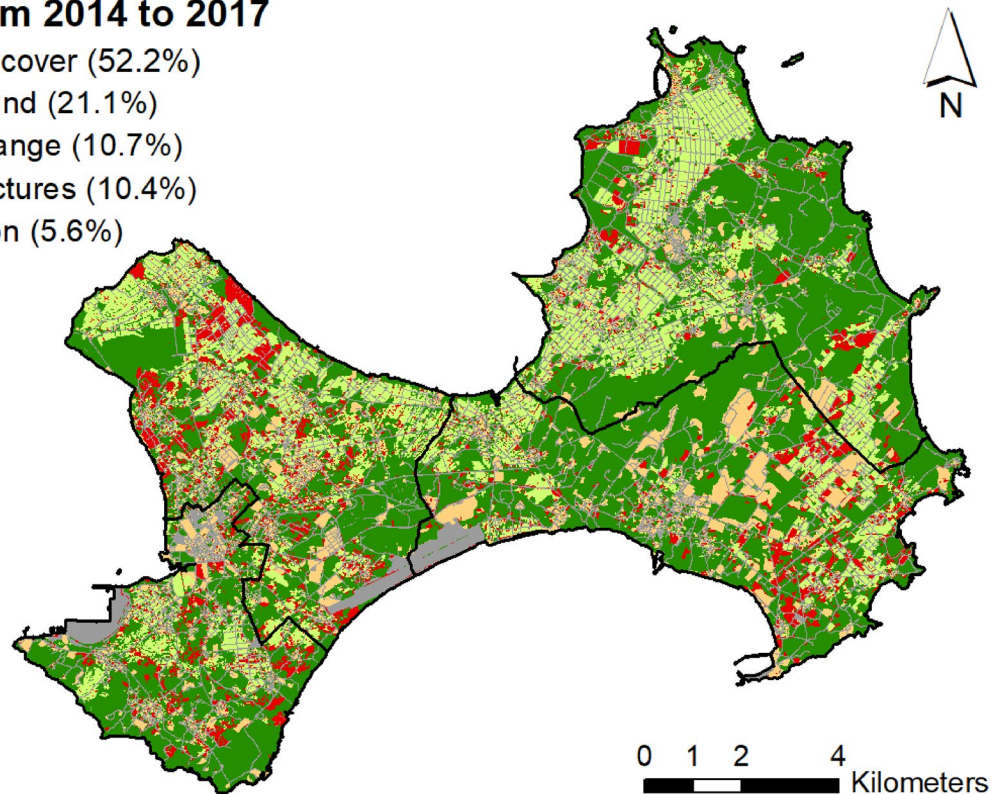 m 2014 to 2017
cover (52.2%)
nd (21.1%)
ange (10.7%)
ctures (10.4%)
on (5.6%)
N
0 1 2 4
Kilometers